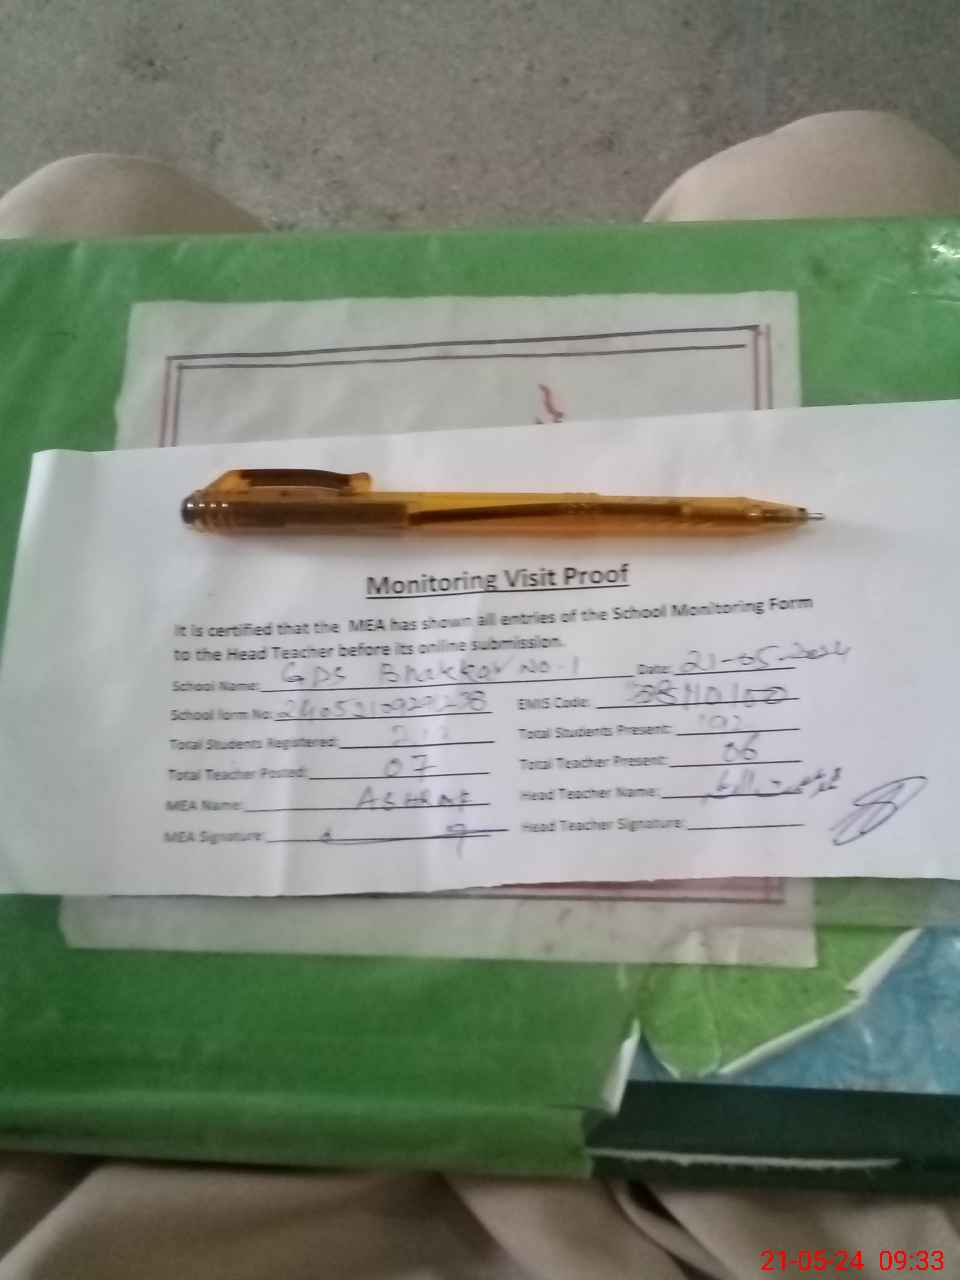 Monitoring Visit Proof
It is certified that the MEA has shown all entries of the School Monitoring Form
to the Head Teacher before its online submission.
School Name: GPS Bhakkar No-1 Date: 21-05-2024
School form No: EMIS Code:
Total Students Registered: Total Students Present: 192
Total Teacher Posted: 07 Total Teacher Present: 06
MEA Name: ASHRAF Head Teacher Name:
MEA Signature: Head Teacher Signature:
21-05-24 09:33